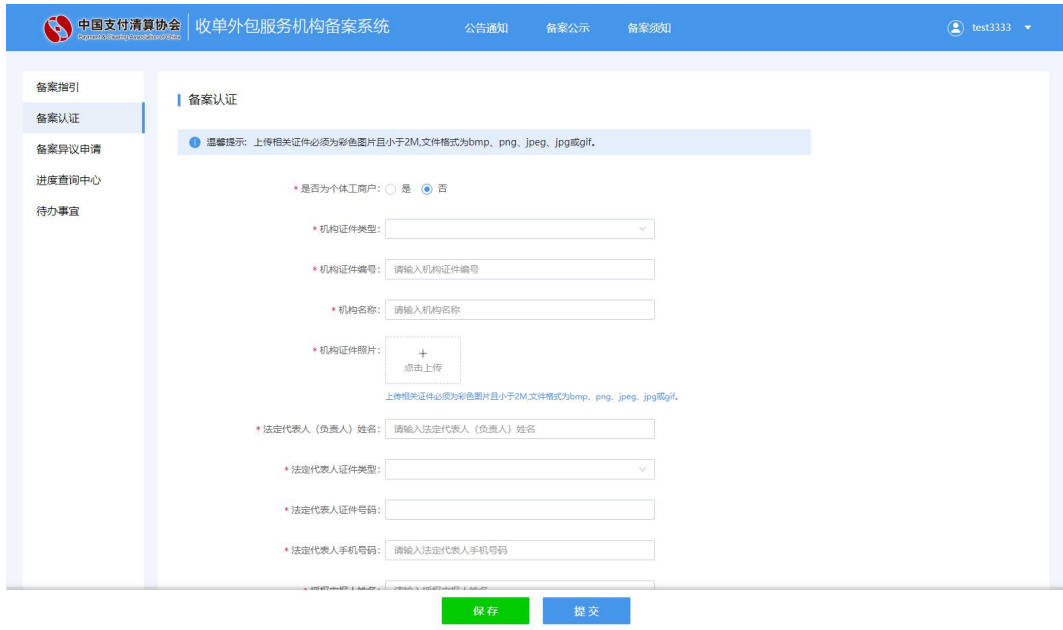 中国支付清算协会
Payment & Clearing Association of China
收单外包服务机构备案系统
公告通知
备案公示
备案须知
test3333
备案指引
备案认证
备案异议申请
进度查询中心
待办事宜
备案认证
温馨提示: 上传相关证件必须为彩色图片且小于2M,文件格式为bmp、png、jpeg、jpg或gif。
* 是否为个体工商户: 是 否
* 机构证件类型:
* 机构证件编号: 请输入机构证件编号
* 机构名称: 请输入机构名称
* 机构证件照片:
+
点击上传
上传相关证件必须为彩色图片且小于2M,文件格式为bmp、png、jpeg、jpg或gif。
* 法定代表人（负责人）姓名: 请输入法定代表人（负责人）姓名
* 法定代表人证件类型:
* 法定代表人证件号码:
* 法定代表人手机号码: 请输入法定代表人手机号码
保存
提交